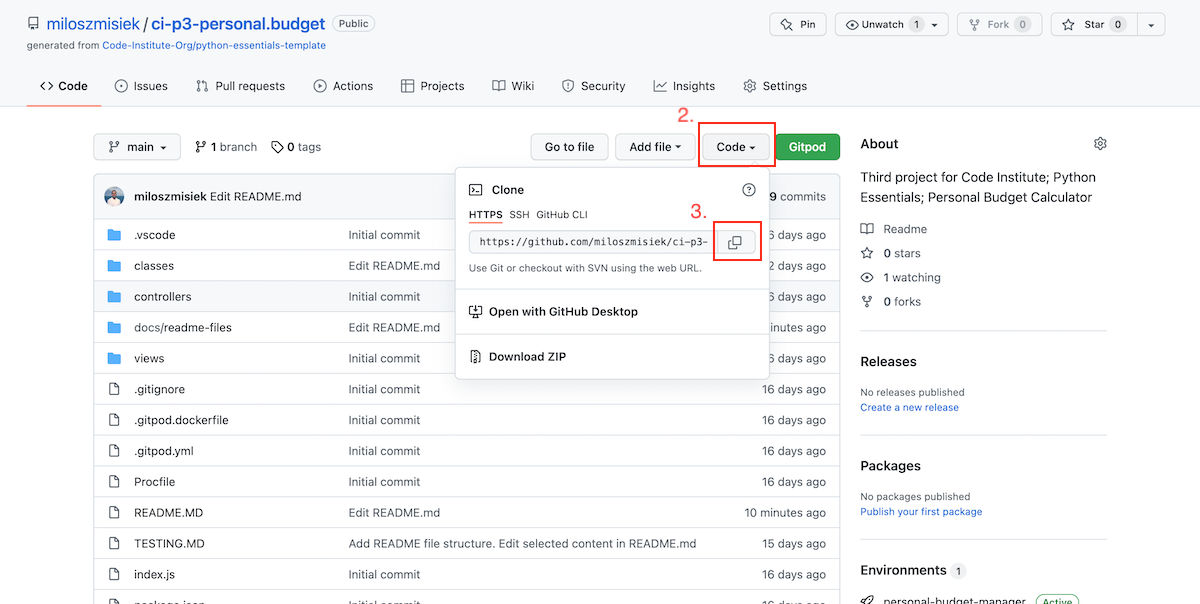 miloszmisiek / ci-p3-personal.budget Public
Pin Unwatch 1 Fork 0 Star 0
generated from Code-Institute-Org/python-essentials-template
Code Issues Pull requests Actions Projects Wiki Security Insights Settings
2.
main 1 branch 0 tags Go to file Add file Code Gitpod
miloszmisiek Edit README.md 9 commits
.vscode Initial commit 6 days ago
classes Edit README.md 2 days ago
controllers Initial commit 6 days ago
docs/readme-files Edit README.md inutes ago
views Initial commit 6 days ago
.gitignore Initial commit 16 days ago
.gitpod.dockerfile Initial commit 16 days ago
.gitpod.yml Initial commit 16 days ago
Procfile Initial commit 16 days ago
README.MD Edit README.md 10 minutes ago
TESTING.MD Add README file structure. Edit selected content in README.md 15 days ago
index.js Initial commit 16 days ago
package.json Initial commit 16 days ago
Clone
HTTPS SSH GitHub CLI
3.
https://github.com/miloszmisiek/ci-p3-
Use Git or checkout with SVN using the web URL.
Open with GitHub Desktop
Download ZIP
About
Third project for Code Institute; Python
Essentials; Personal Budget Calculator
Readme
0 stars
1 watching
0 forks
Releases
No releases published
Create a new release
Packages
No packages published
Publish your first package
Environments 1
personal-budget-manager Active